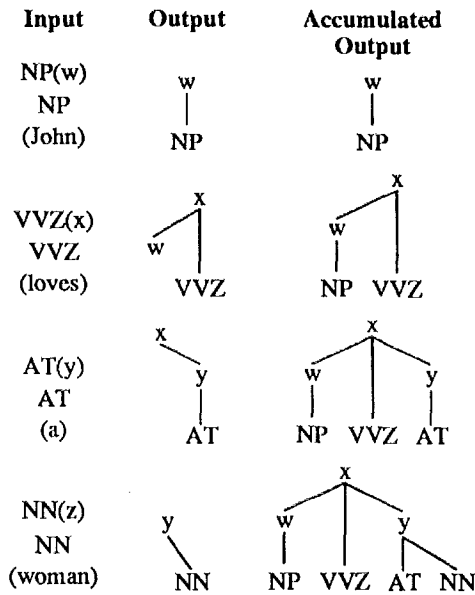 Input Output Accumulated Output
NP(w)
NP
(John)
w
NP
w
NP
VVZ(x)
VVZ
(loves)
x
w
VVZ
x
w
NP VVZ
AT(y)
AT
(a)
x
y
AT
x
w y
NP VVZ AT
NN(z)
NN
(woman)
y
NN
x
w y
NP VVZ AT NN